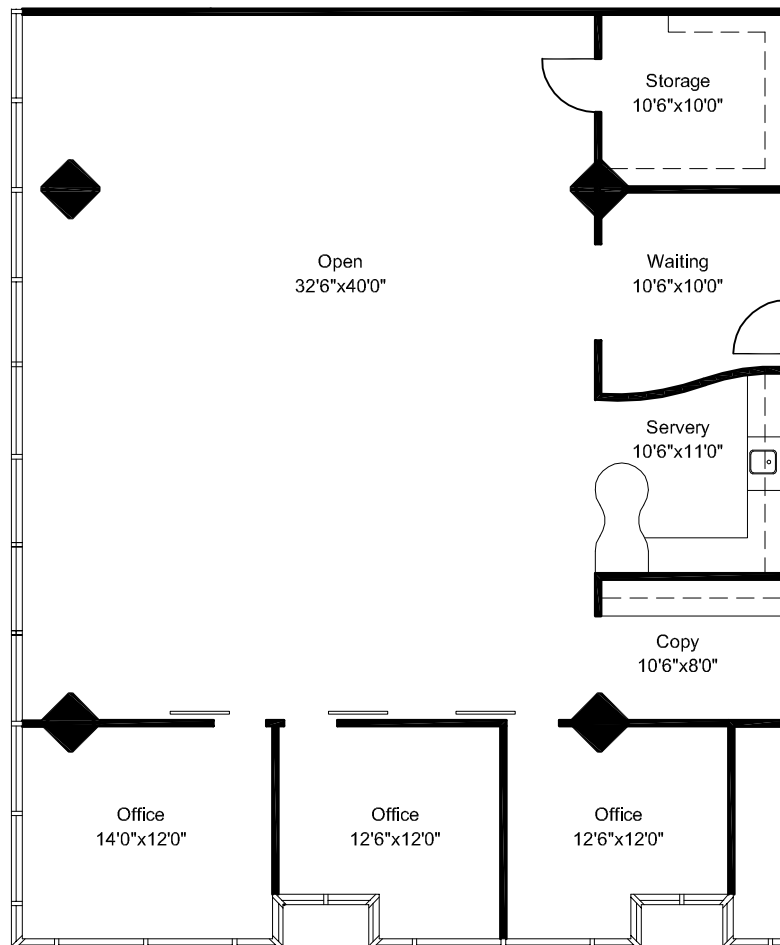 Storage
10'6"x10'0"
Open
32'6"x40'0"
Waiting
10'6"x10'0"
Servery
10'6"x11'0"
Copy
10'6"x8'0"
Office
14'0"x12'0"
Office
12'6"x12'0"
Office
12'6"x12'0"